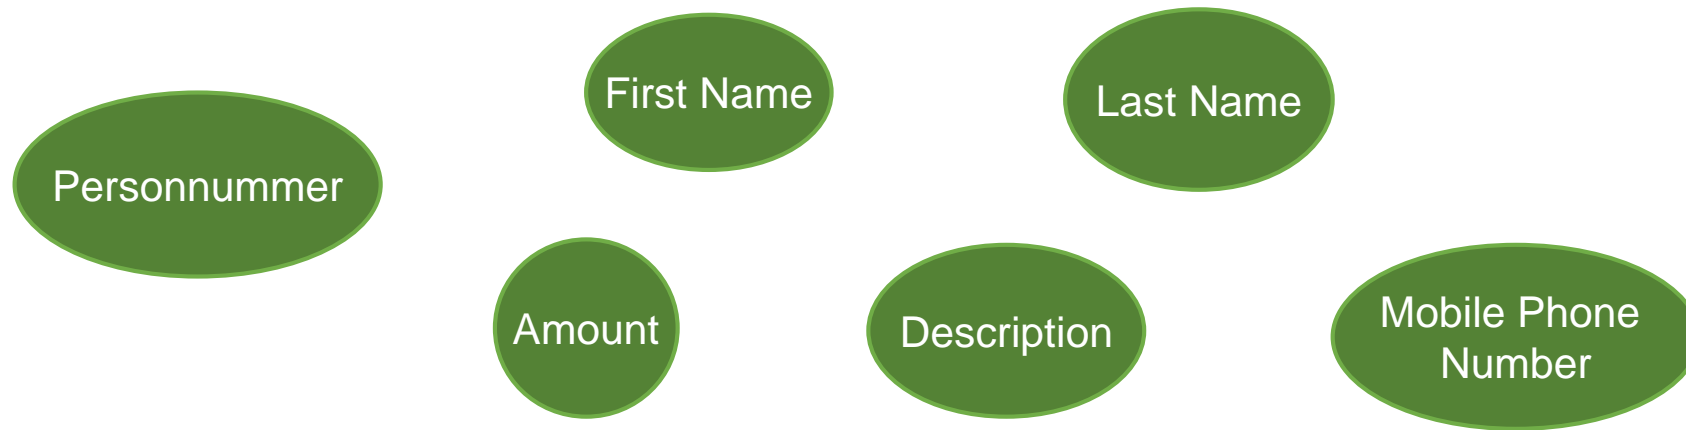 First Name
Last Name
Personnummer
Amount
Description
Mobile Phone
Number